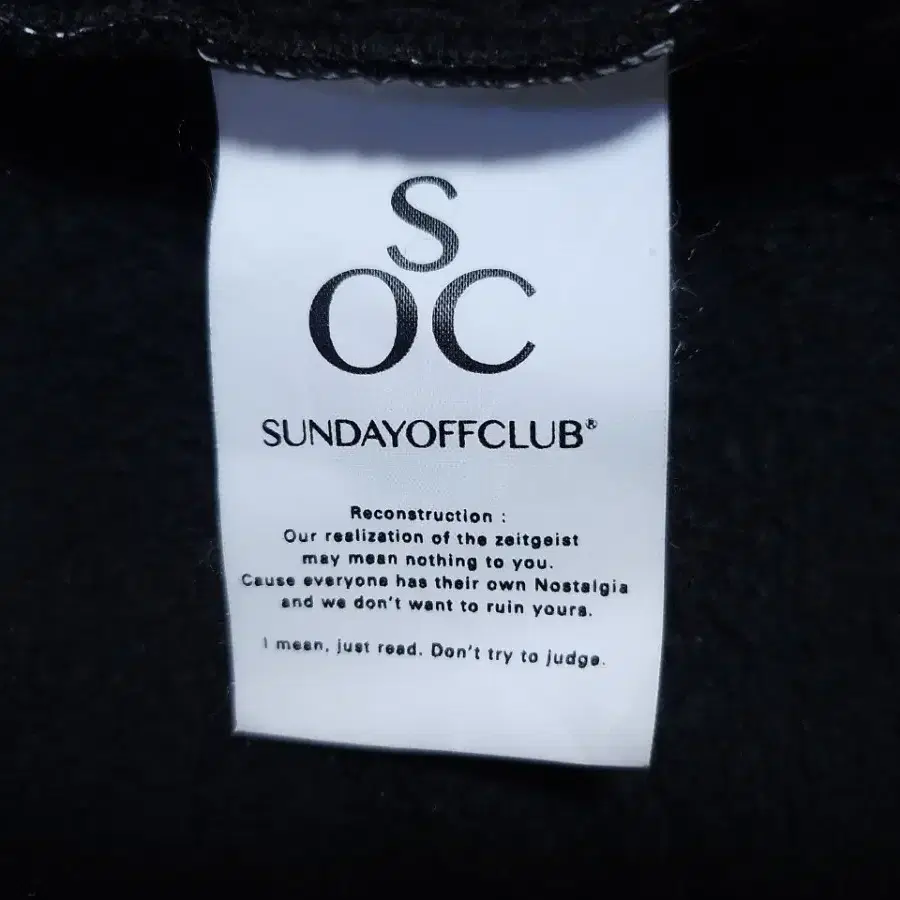 S
OC
SUNDAYOFFCLUB®
Reconstruction :
Our realization of the zeitgeist
may mean nothing to you.
Cause everyone has their own Nostalgia
and we don't want to ruin yours.
I mean, just read. Don't try to judge.